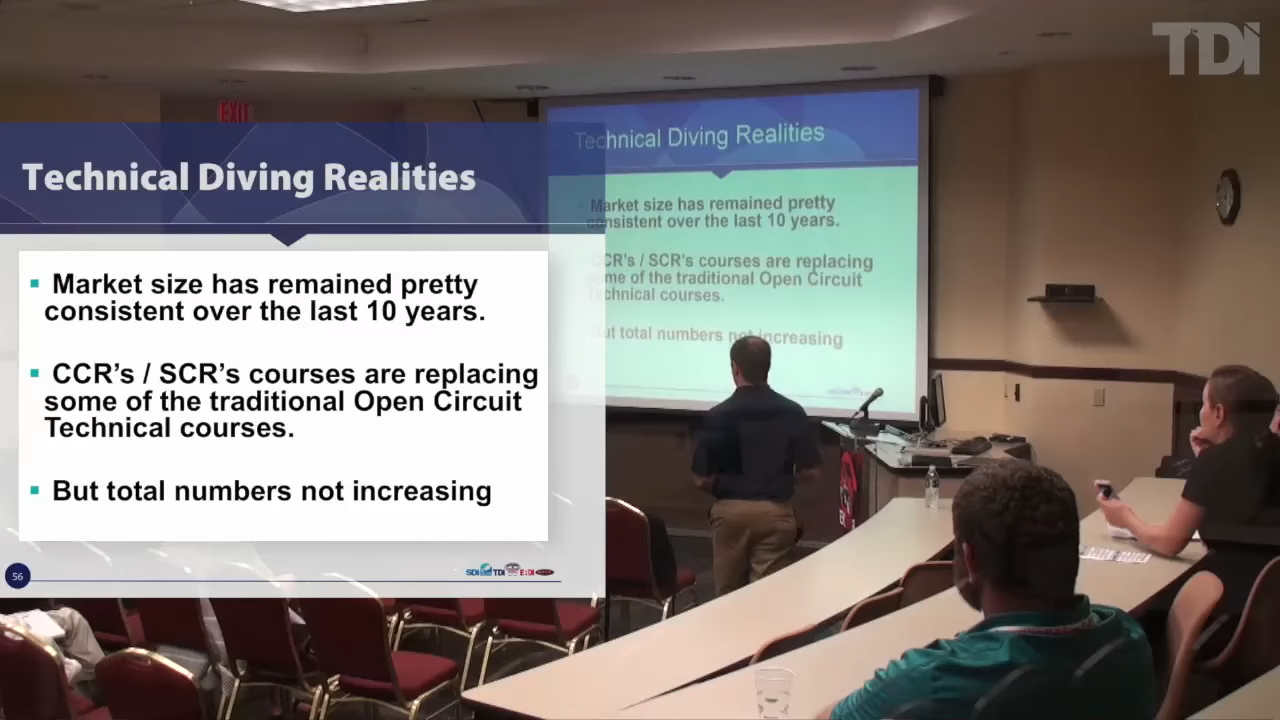 TDI
EXIT
Technical Diving Realities
Market size has remained pretty
consistent over the last 10 years.
CCR's / SCR's courses are replacing
some of the traditional Open Circuit
Technical courses.
But total numbers not increasing
56
SDI TDI ERDI
Technical Diving Realities
Market size has remained pretty
consistent over the last 10 years.
CCR's / SCR's courses are replacing
some of the traditional Open Circuit
Technical courses.
But total numbers not increasing